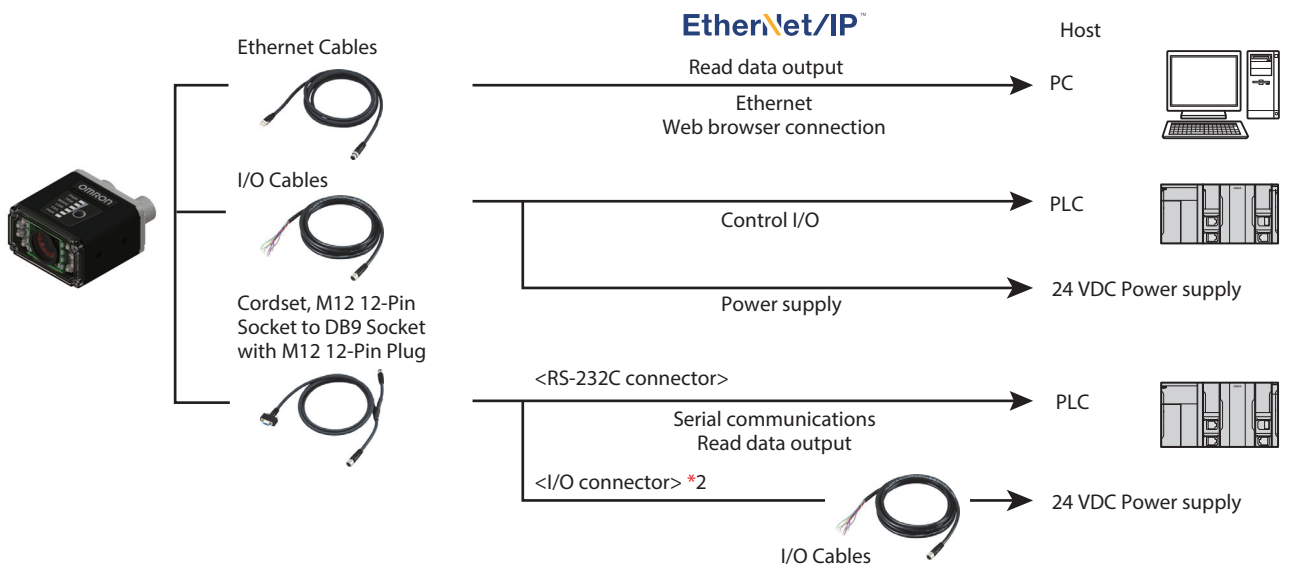 EtherNet/IP™
Host
Ethernet Cables
Read data output
PC
Ethernet
Web browser connection
OMRON
I/O Cables
PLC
Control I/O
24 VDC Power supply
Power supply
Cordset, M12 12-Pin
Socket to DB9 Socket
with M12 12-Pin Plug
<RS-232C connector>
PLC
Serial communications
Read data output
<I/O connector> *2
24 VDC Power supply
I/O Cables